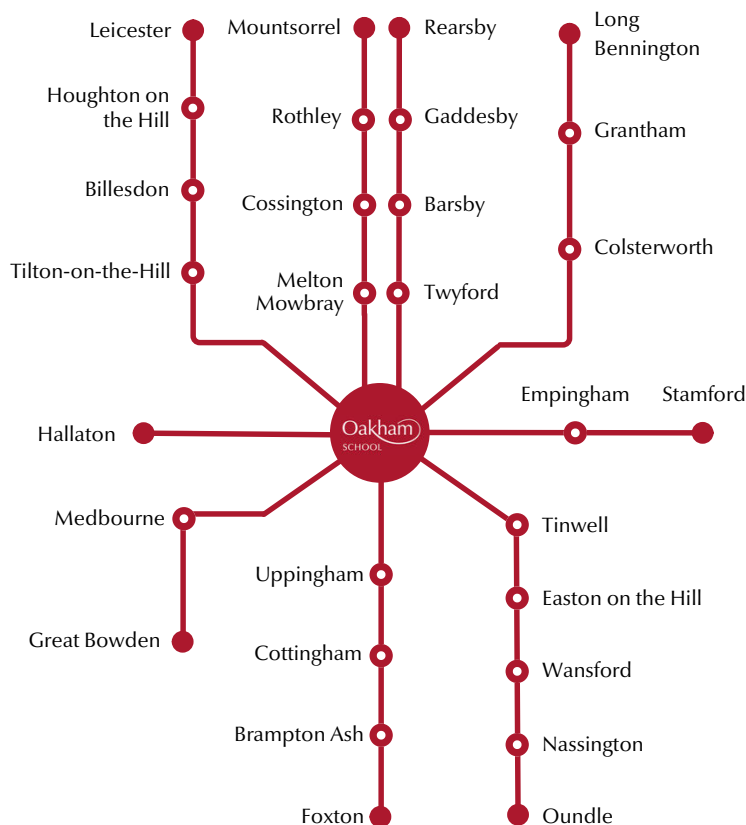 Leicester
Mountsorrel
Rearsby
Long
Bennington
Houghton on
the Hill
Rothley
Gaddesby
Grantham
Billesdon
Cossington
Barsby
Colsterworth
Tilton-on-the-Hill
Melton
Mowbray
Twyford
Empingham
Stamford
Hallaton
Oakham
SCHOOL
Medbourne
Tinwell
Uppingham
Easton on the Hill
Great Bowden
Cottingham
Wansford
Brampton Ash
Nassington
Foxton
Oundle